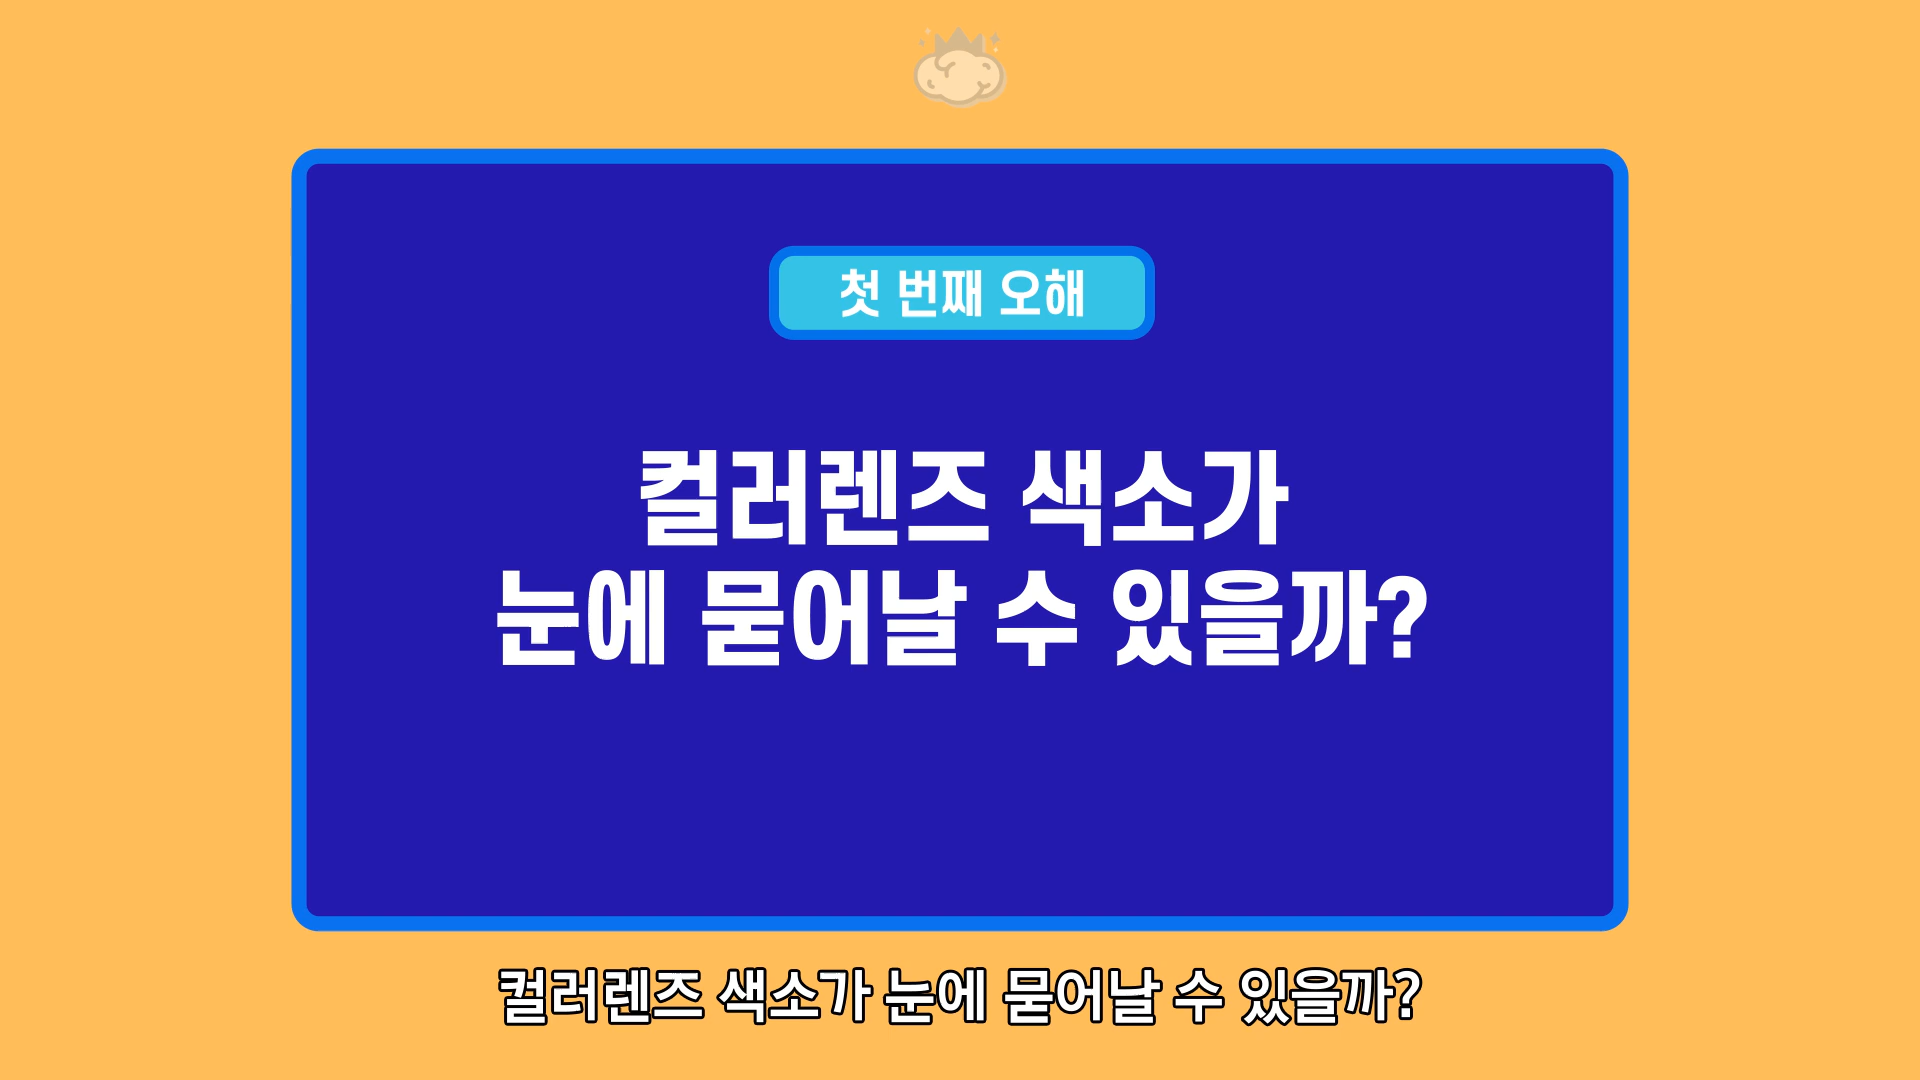 첫 번째 오해
컬러렌즈 색소가
눈에 묻어날 수 있을까?
컬러렌즈 색소가 눈에 묻어날 수 있을까?